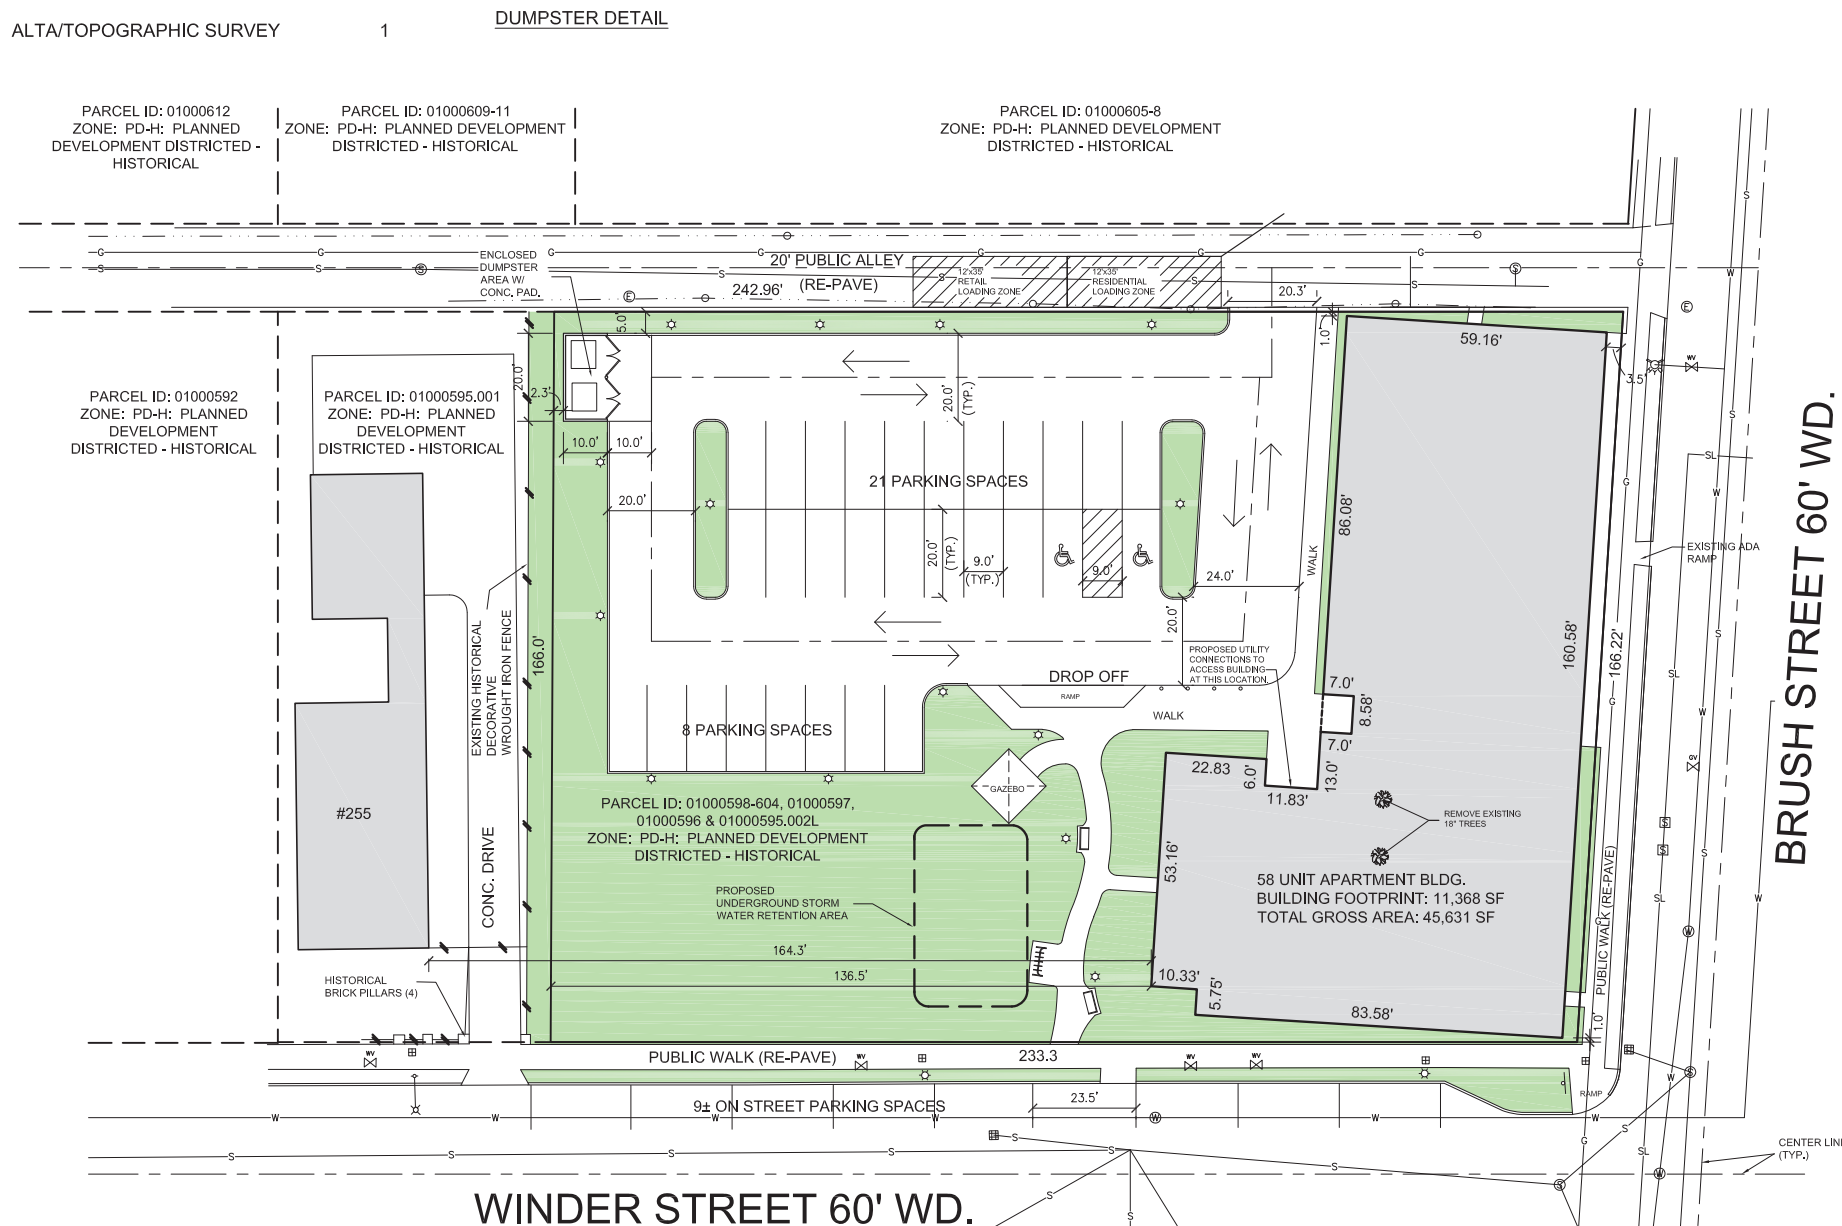 DUMPSTER DETAIL
ALTA/TOPOGRAPHIC SURVEY 1
PARCEL ID: 01000612
ZONE: PD-H: PLANNED
DEVELOPMENT DISTRICTED -
HISTORICAL
PARCEL ID: 01000609-11
ZONE: PD-H: PLANNED DEVELOPMENT
DISTRICTED - HISTORICAL
PARCEL ID: 01000605-8
ZONE: PD-H: PLANNED DEVELOPMENT
DISTRICTED - HISTORICAL
ENCLOSED
DUMPSTER
AREA W/
CONC. PAD.
20' PUBLIC ALLEY
(RE-PAVE)
242.96'
12'x35'
RETAIL
LOADING ZONE
12'x35'
RESIDENTIAL
LOADING ZONE
20.3'
5.0'
1.0'
59.16'
3.5'
20.0'
2.3'
10.0'
10.0'
20.0'
(TYP.)
PARCEL ID: 01000592
ZONE: PD-H: PLANNED
DEVELOPMENT
DISTRICTED - HISTORICAL
PARCEL ID: 01000595.001
ZONE: PD-H: PLANNED
DEVELOPMENT
DISTRICTED - HISTORICAL
21 PARKING SPACES
20.0'
20.0'
(TYP.)
9.0'
(TYP.)
9.0'
24.0'
20.0'
WALK
86.08'
EXISTING ADA
RAMP
BRUSH STREET 60' WD.
EXISTING HISTORICAL
DECORATIVE
WROUGHT IRON FENCE
166.0'
PROPOSED UTILITY
CONNECTIONS TO
ACCESS BUILDING
AT THIS LOCATION.
DROP OFF
RAMP
WALK
7.0'
8.58'
7.0'
160.58'
166.22'
8 PARKING SPACES
22.83
6.0'
11.83'
13.0'
GAZEBO
#255
PARCEL ID: 01000598-604, 01000597,
01000596 & 01000595.002L
ZONE: PD-H: PLANNED DEVELOPMENT
DISTRICTED - HISTORICAL
REMOVE EXISTING
18" TREES
53.16'
CONC. DRIVE
PROPOSED
UNDERGROUND STORM
WATER RETENTION AREA
58 UNIT APARTMENT BLDG.
BUILDING FOOTPRINT: 11,368 SF
TOTAL GROSS AREA: 45,631 SF
PUBLIC WALK (RE-PAVE)
164.3'
136.5'
10.33'
5.75'
83.58'
1.0'
HISTORICAL
BRICK PILLARS (4)
PUBLIC WALK (RE-PAVE)
233.3
9± ON STREET PARKING SPACES
23.5'
RAMP
CENTER LIN
(TYP.)
WINDER STREET 60' WD.